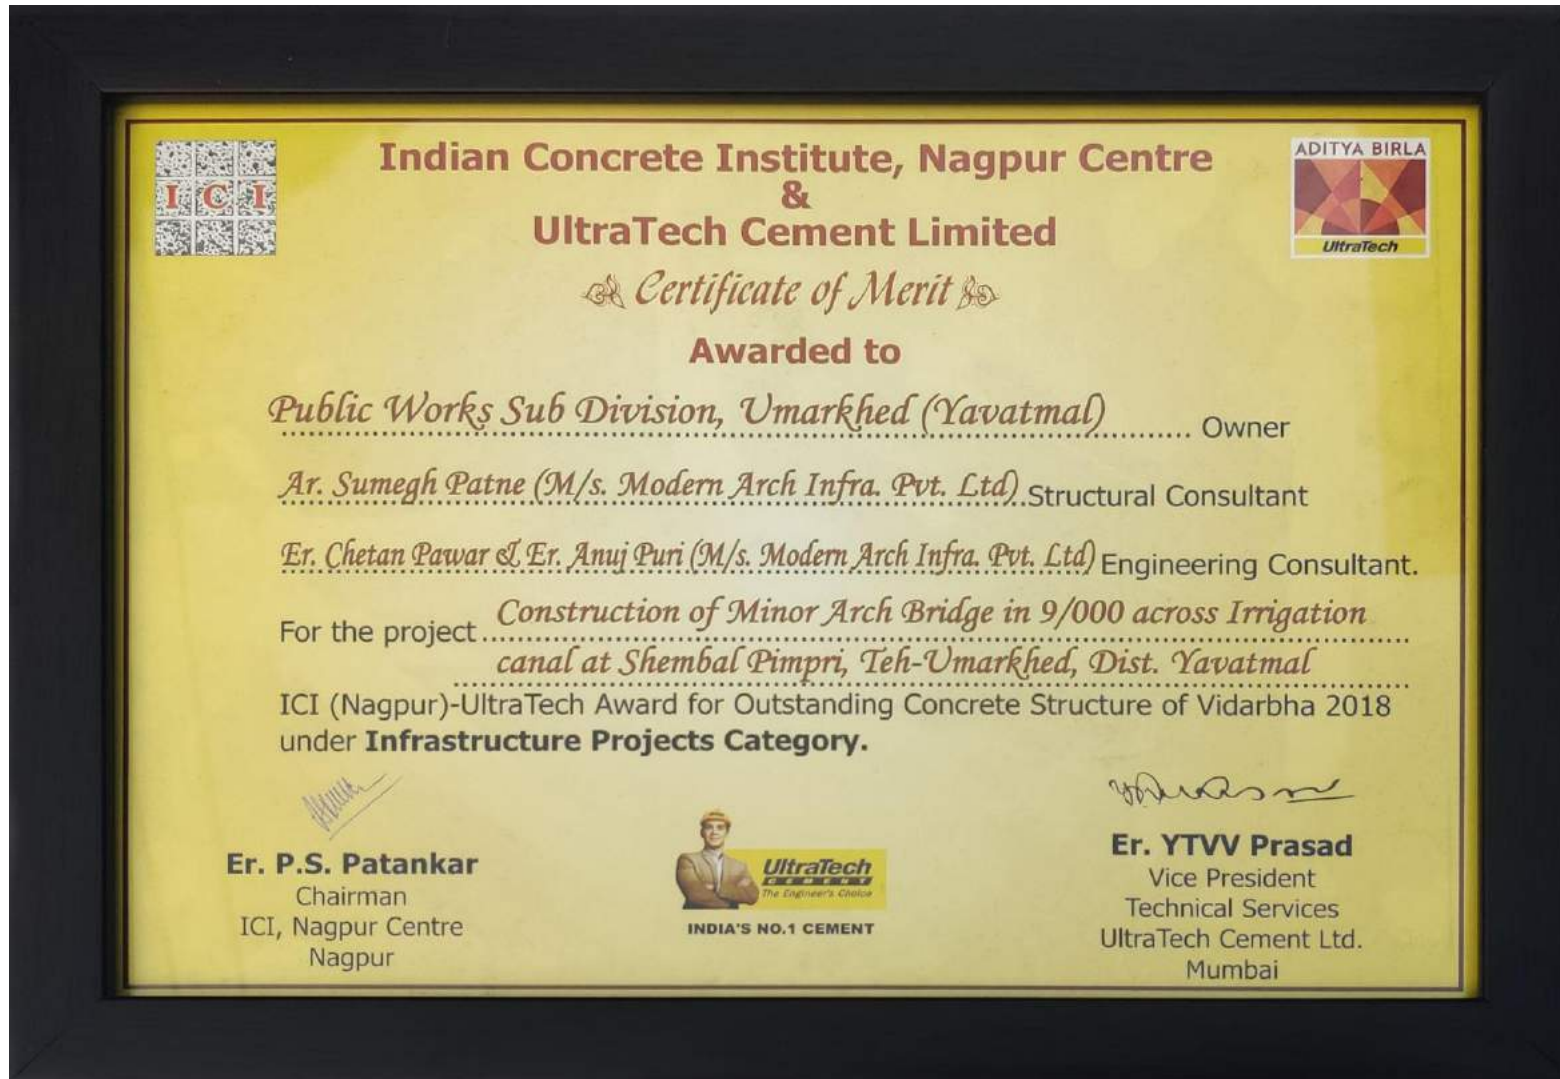 ICI
ADITYA BIRLA
UltraTech
Indian Concrete Institute, Nagpur Centre
&
UltraTech Cement Limited
Certificate of Merit
Awarded to
Public Works Sub Division, Umarkhed (Yavatmal) Owner
Ar. Sumegh Patne (M/s. Modern Arch Infra. Pvt. Ltd) Structural Consultant
Er. Chetan Pawar & Er. Anuj Puri (M/s. Modern Arch Infra. Pvt. Ltd) Engineering Consultant.
For the project Construction of Minor Arch Bridge in 9/000 across Irrigation
canal at Shembal Pimpri, Teh-Umarkhed, Dist. Yavatmal
ICI (Nagpur)-UltraTech Award for Outstanding Concrete Structure of Vidarbha 2018
under Infrastructure Projects Category.
Er. P.S. Patankar
Chairman
ICI, Nagpur Centre
Nagpur
UltraTech
CEMENT
The Engineer's Choice
INDIA'S NO.1 CEMENT
Er. YTVV Prasad
Vice President
Technical Services
UltraTech Cement Ltd.
Mumbai